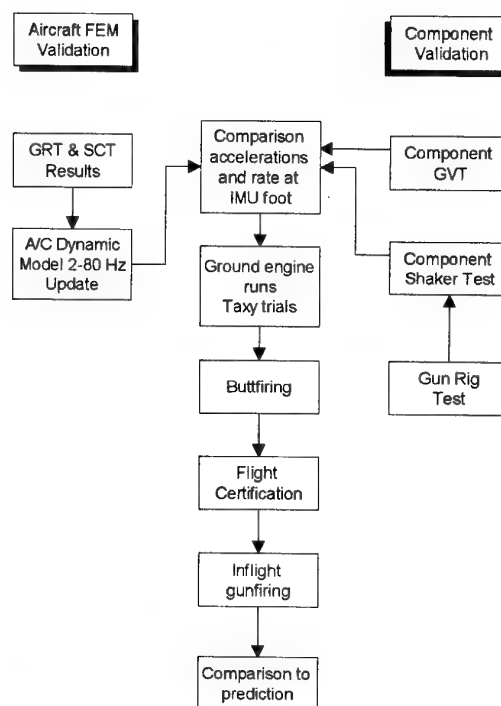 Aircraft FEM
Validation
Component
Validation
GRT & SCT
Results
A/C Dynamic
Model 2-80 Hz
Update
Comparison
accelerations
and rate at
IMU foot
Component
GVT
Component
Shaker Test
Gun Rig
Test
Ground engine
runs
Taxy trials
Buttfiring
Flight
Certification
Inflight
gunfiring
Comparison to
prediction